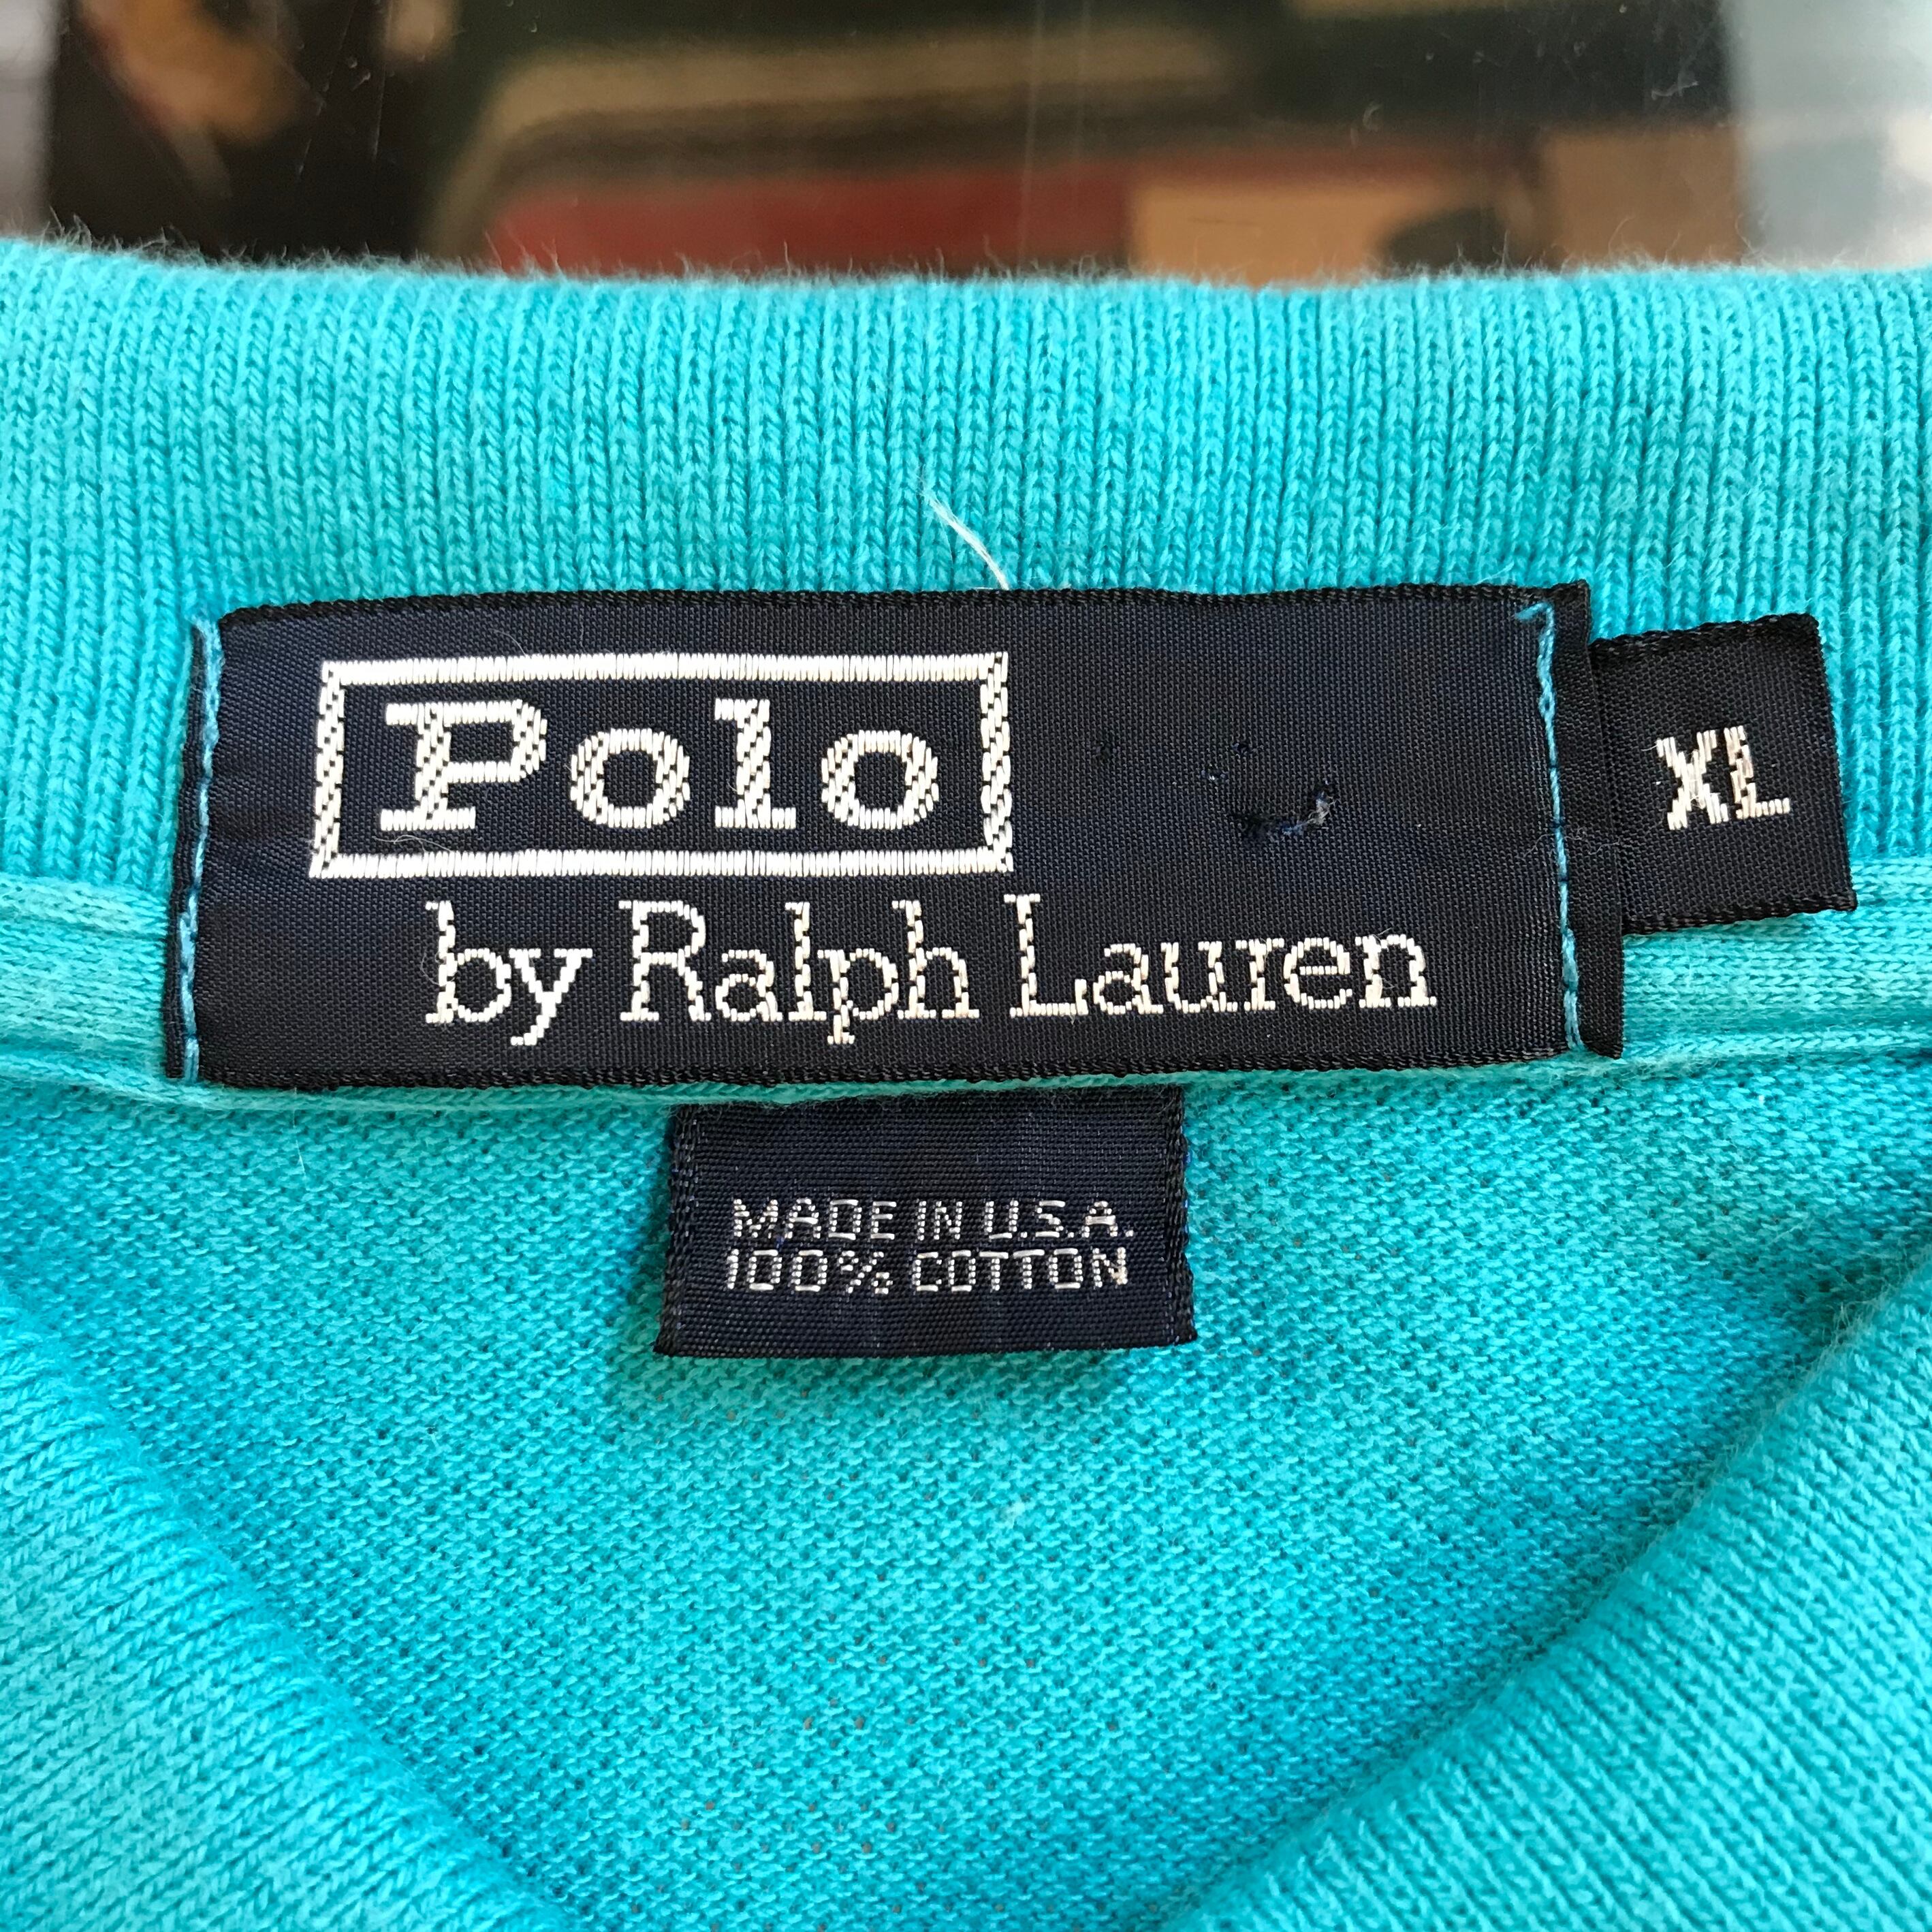 Polo
by Ralph Lauren
XL
MADE IN U.S.A.
100% COTTON